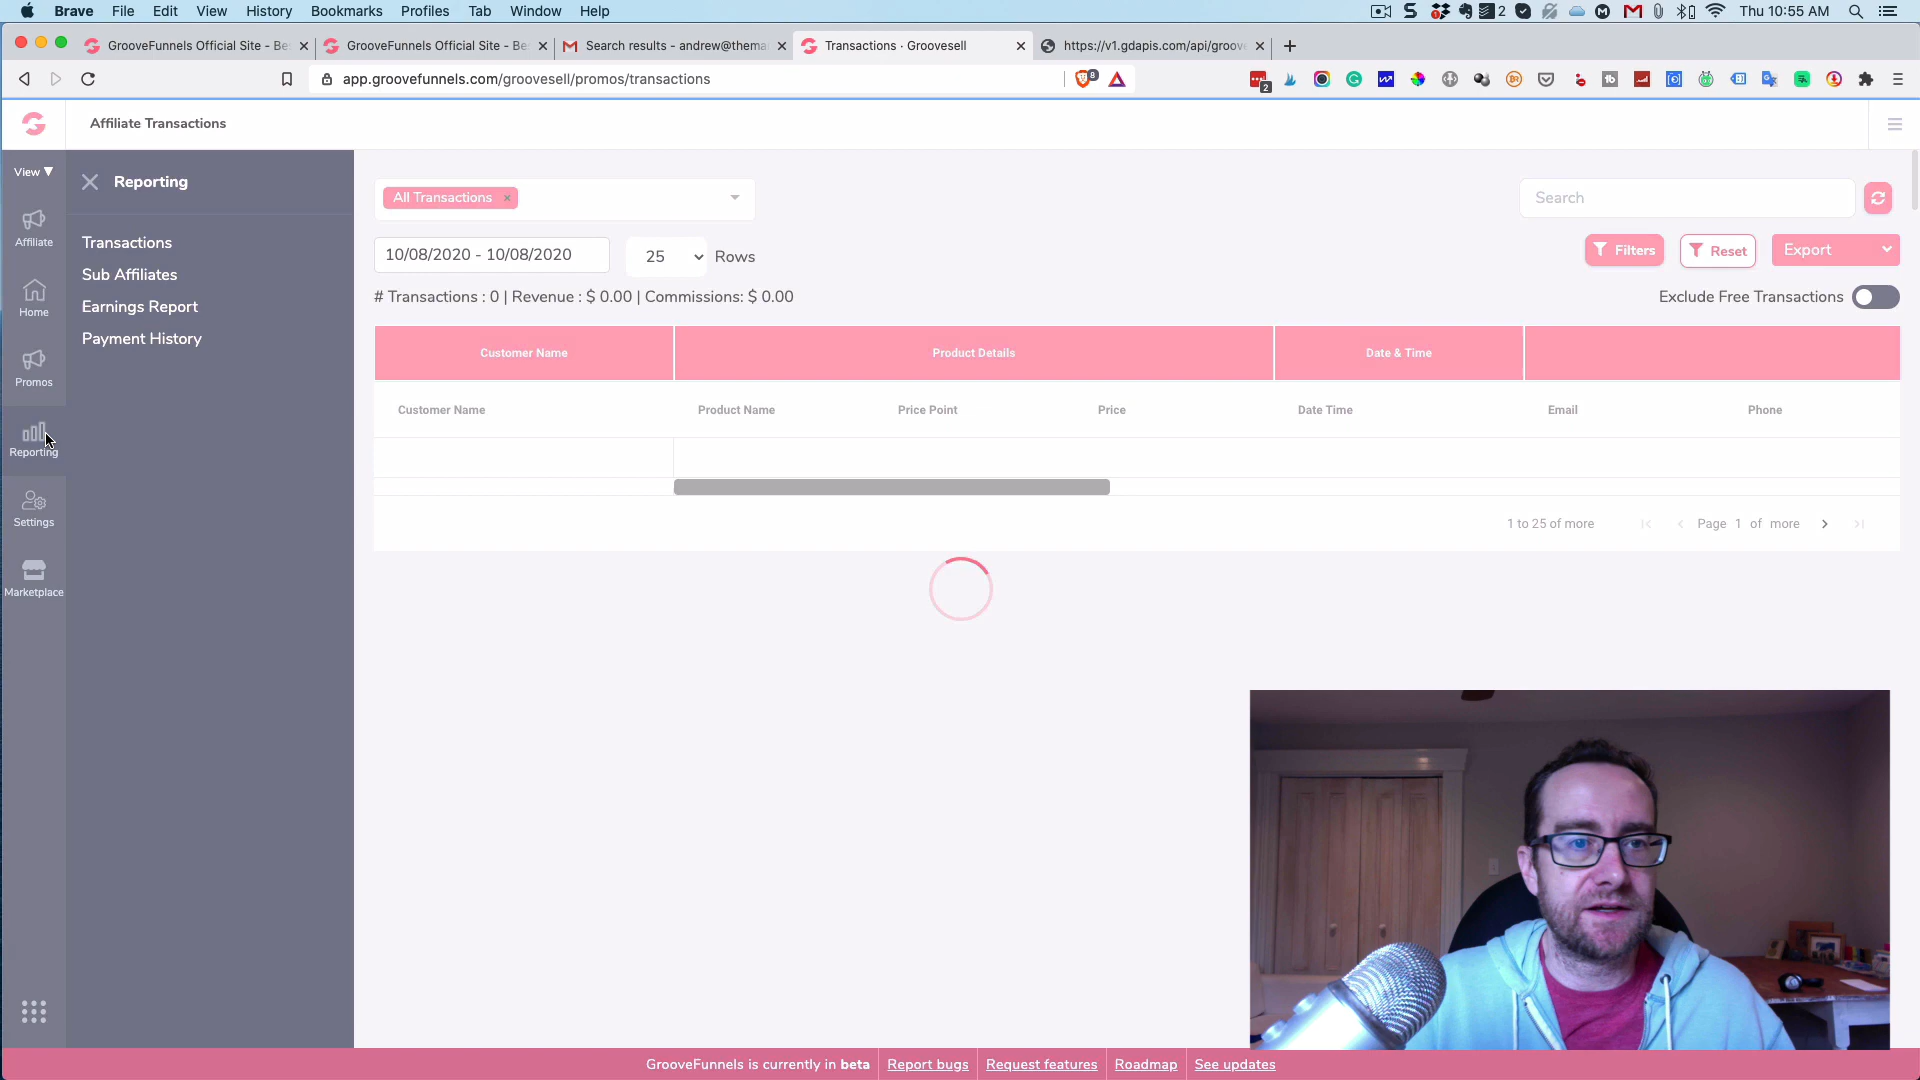 Brave File Edit View History Bookmarks Profiles Tab Window Help
2 Thu 10:55 AM
GrooveFunnels Official Site - Be
GrooveFunnels Official Site - Be
Search results - andrew@thema
Transactions · Groovesell
https://v1.gdapis.com/api/groove
app.groovefunnels.com/groovesell/promos/transactions
8
2
Affiliate Transactions
View ▼
Affiliate
Home
Promos
Reporting
Settings
Marketplace
Reporting
Transactions
Sub Affiliates
Earnings Report
Payment History
All Transactions ×
Search
10/08/2020 - 10/08/2020
25 Rows
Filters
Reset
Export
# Transactions : 0 | Revenue : $ 0.00 | Commissions: $ 0.00
Exclude Free Transactions
Customer Name Product Details Date & Time
Customer Name Product Name Price Point Price Date Time Email Phone
1 to 25 of more Page 1 of more
GrooveFunnels is currently in beta Report bugs Request features Roadmap See updates